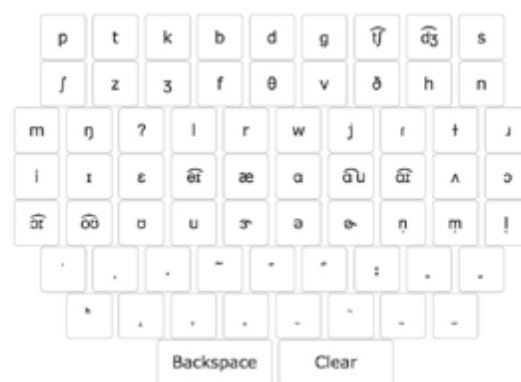 p t k b d g t͡ʃ d͡ʒ s
ʃ z ʒ f θ v ð h n
m ŋ ʔ l r w j ɾ ɫ ɹ
i ɪ ɛ e͡ɪ æ ɑ a͡u a͡ɪ ʌ ɔ
ɔ͡ɪ o͡ʊ ʊ u ɝ ə ɚ n̩ m̩ l̩
ː
ʰ
Backspace Clear